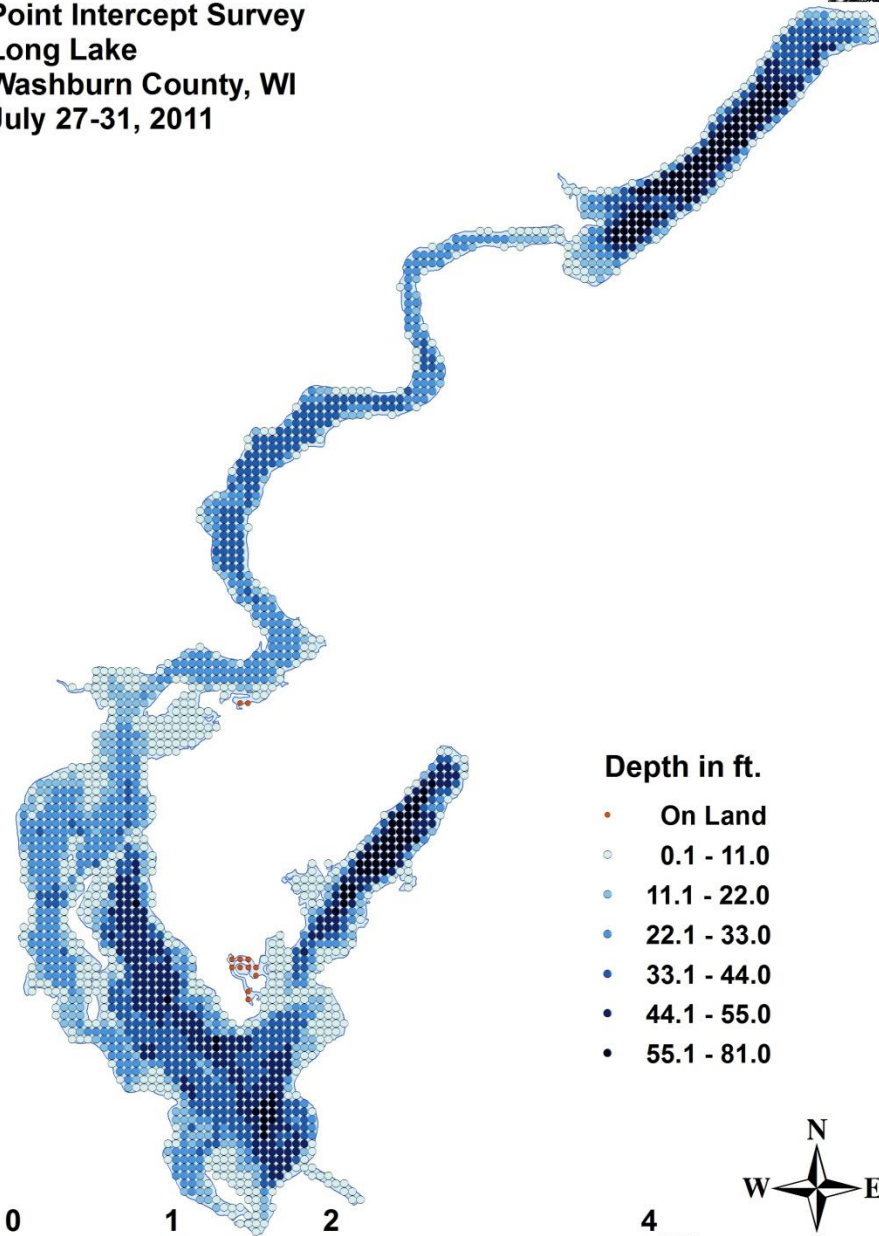 Point Intercept Survey
Long Lake
Washburn County, WI
July 27-31, 2011
Depth in ft.
On Land
0.1 - 11.0
11.1 - 22.0
22.1 - 33.0
33.1 - 44.0
44.1 - 55.0
55.1 - 81.0
N
W E
0 1 2 4